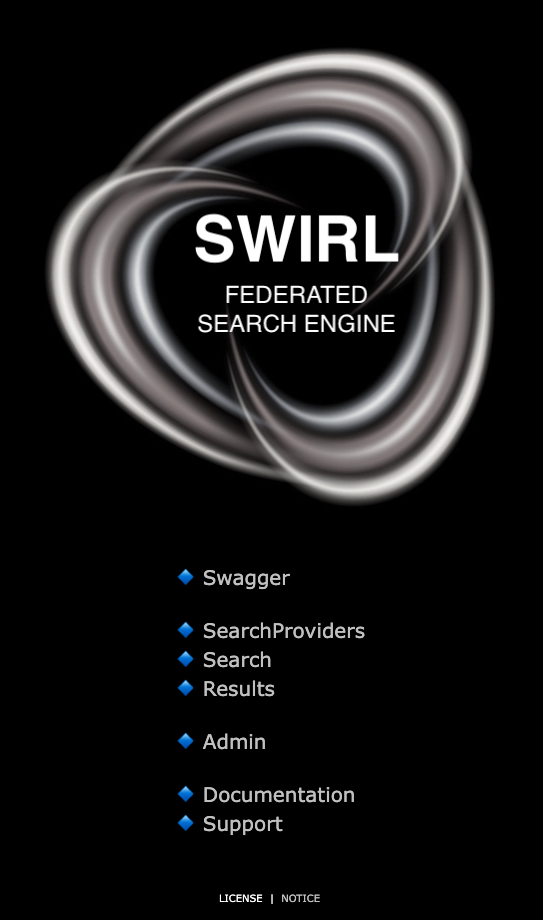 SWIRL
FEDERATED
SEARCH ENGINE
Swagger
SearchProviders
Search
Results
Admin
Documentation
Support
LICENSE | NOTICE